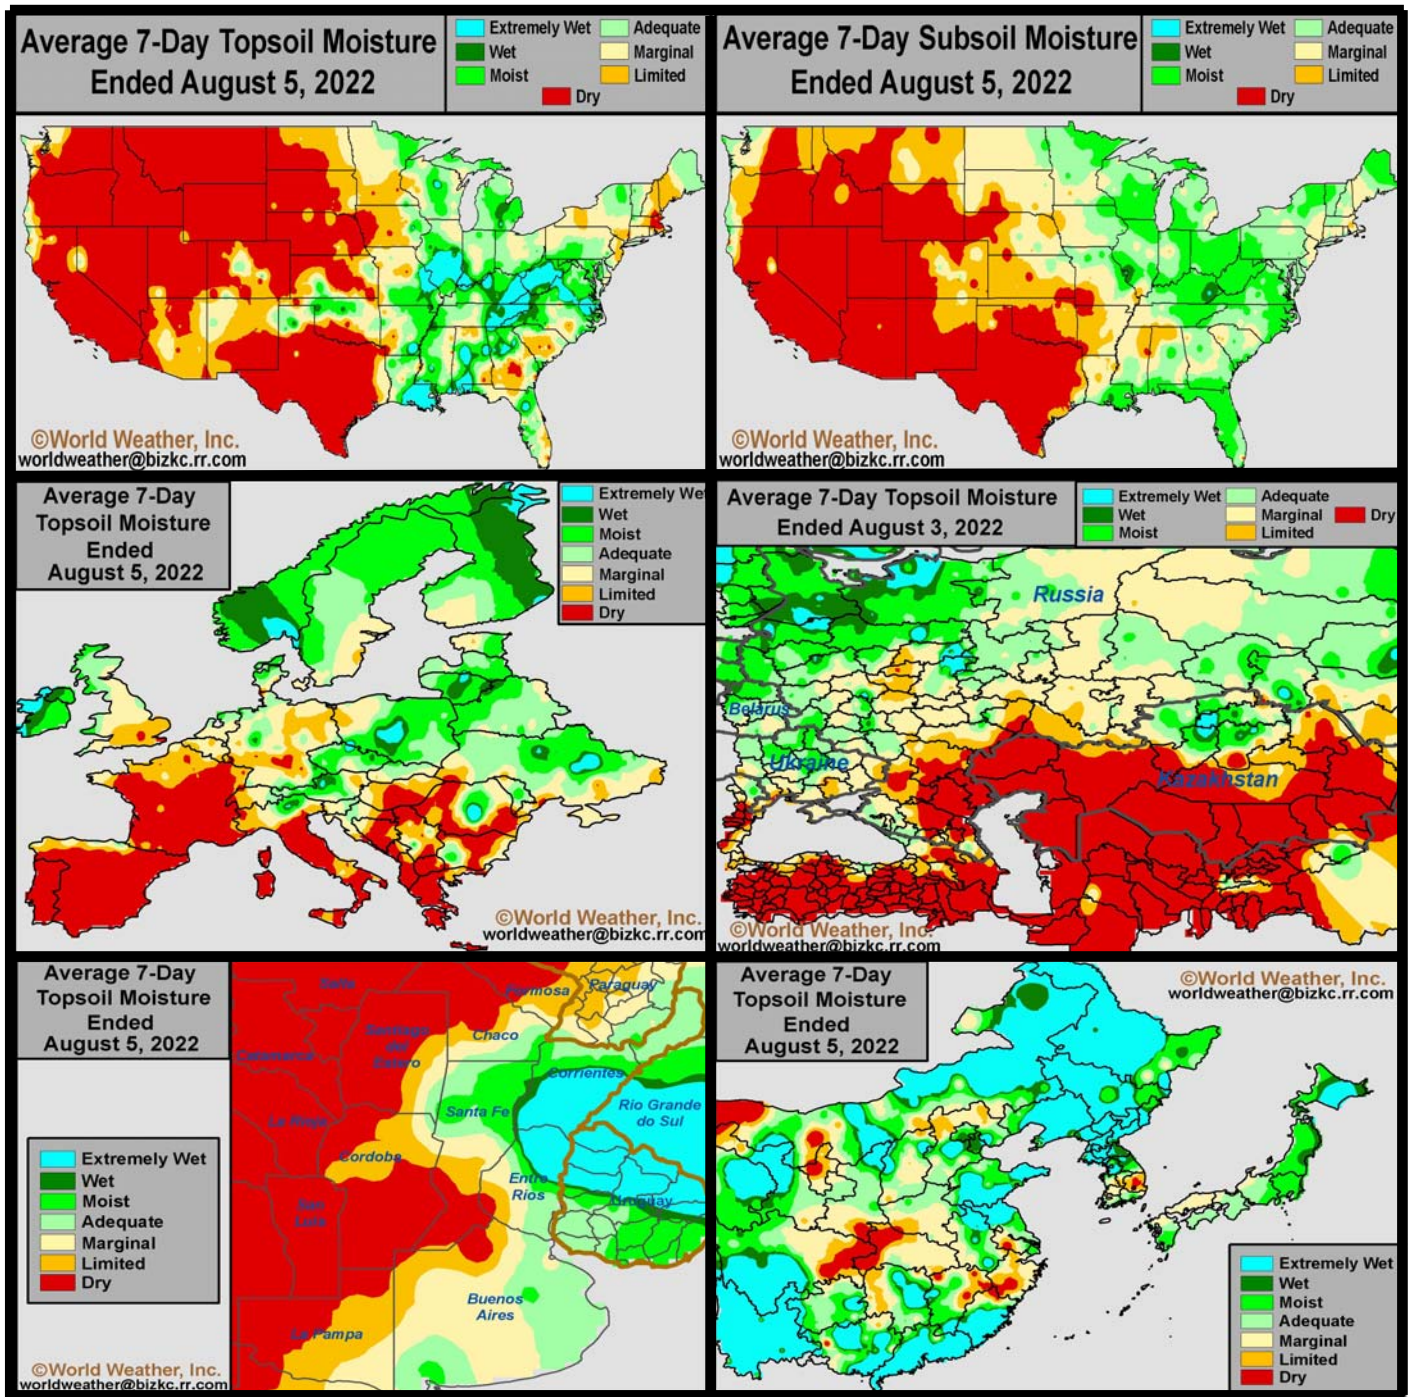 Average 7-Day Topsoil Moisture
Ended August 5, 2022
Extremely Wet
Adequate
Wet
Marginal
Moist
Limited
Dry
©World Weather, Inc.
worldweather@bizkc.rr.com
Average 7-Day Subsoil Moisture
Ended August 5, 2022
Extremely Wet
Adequate
Wet
Marginal
Moist
Limited
Dry
©World Weather, Inc.
worldweather@bizkc.rr.com
Average 7-Day
Topsoil Moisture
Ended
August 5, 2022
Extremely Wet
Wet
Moist
Adequate
Marginal
Limited
Dry
©World Weather, Inc.
worldweather@bizkc.rr.com
Average 7-Day Topsoil Moisture
Ended August 3, 2022
Extremely Wet
Adequate
Wet
Marginal
Dry
Moist
Limited
Russia
Belarus
Ukraine
Kazakhstan
©World Weather, Inc.
worldweather@bizkc.rr.com
Average 7-Day
Topsoil Moisture
Ended
August 5, 2022
Salta
Formosa
Paraguay
Santiago
del
Estero
Chaco
Catamarca
Corrientes
Santa Fe
Rio Grande
do Sul
La Rioja
Cordoba
Entre
Rios
Uruguay
San
Luis
Buenos
Aires
La Pampa
Extremely Wet
Wet
Moist
Adequate
Marginal
Limited
Dry
©World Weather, Inc.
worldweather@bizkc.rr.com
Average 7-Day
Topsoil Moisture
Ended
August 5, 2022
©World Weather, Inc.
worldweather@bizkc.rr.com
Extremely Wet
Wet
Moist
Adequate
Marginal
Limited
Dry